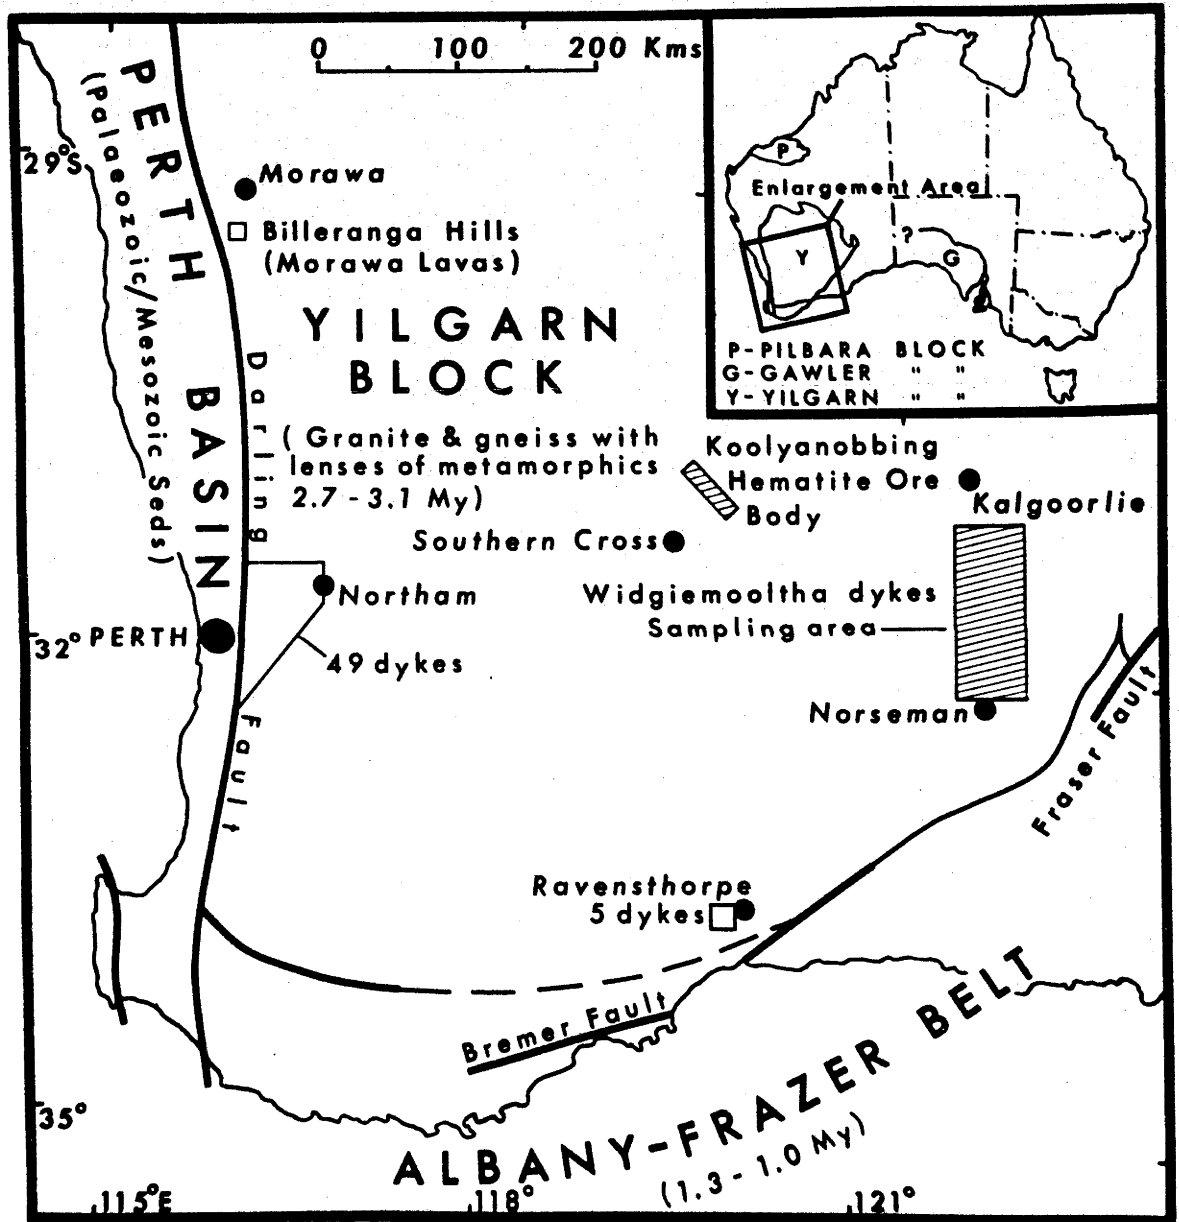 0 100 200 Kms
PERTH BASIN
(Palaeozoic/Mesozoic Seds)
29°S
Morawa
Billeranga Hills
(Morawa Lavas)
YILGARN
BLOCK
(Granite & gneiss with
lenses of metamorphics
2.7 - 3.1 My)
Darling
Fault
Enlargement Area
P
Y
?
G
P-PILBARA BLOCK
G-GAWLER " "
Y-YILGARN " "
Koolyanobbing
Hematite Ore
Body
Kalgoorlie
Southern Cross
Northam
Widgiemooltha dykes
Sampling area
32° PERTH
49 dykes
Norseman
Fraser Fault
Ravensthorpe
5 dykes
Bremer Fault
ALBANY-FRAZER BELT
(1.3 - 1.0 My)
35°
115°E
118°
121°